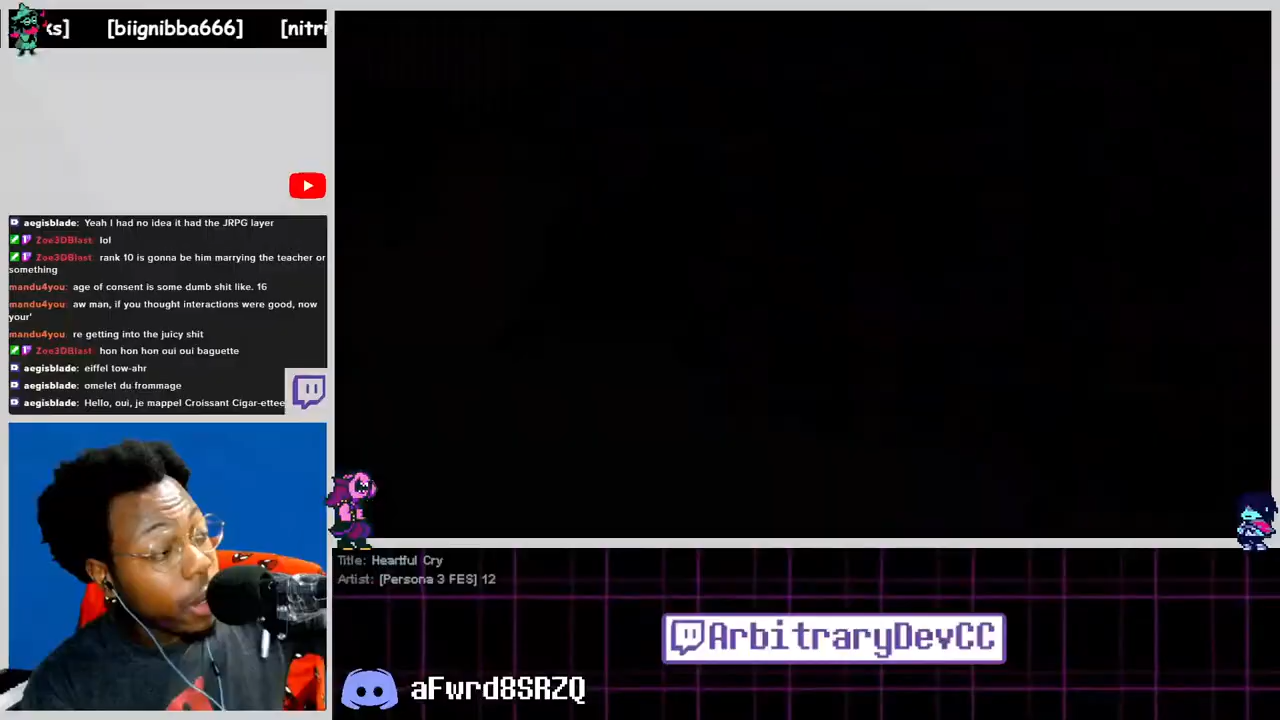 ks] [biignibba666] [nitri
aegisblade: Yeah I had no idea it had the JRPG layer
Zoe3DBlast: lol
Zoe3DBlast: rank 10 is gonna be him marrying the teacher or
something
mandu4you: age of consent is some dumb shit like. 16
mandu4you: aw man, if you thought interactions were good, now
your'
mandu4you: re getting into the juicy shit
Zoe3DBlast: hon hon hon oui oui baguette
aegisblade: eiffel tow-ahr
aegisblade: omelet du frommage
aegisblade: Hello, oui, je mappel Croissant Cigar-ettee
Title: Heartful Cry
Artist: [Persona 3 FES] 12
ArbitraryDevCC
aFwrd8SRZQ